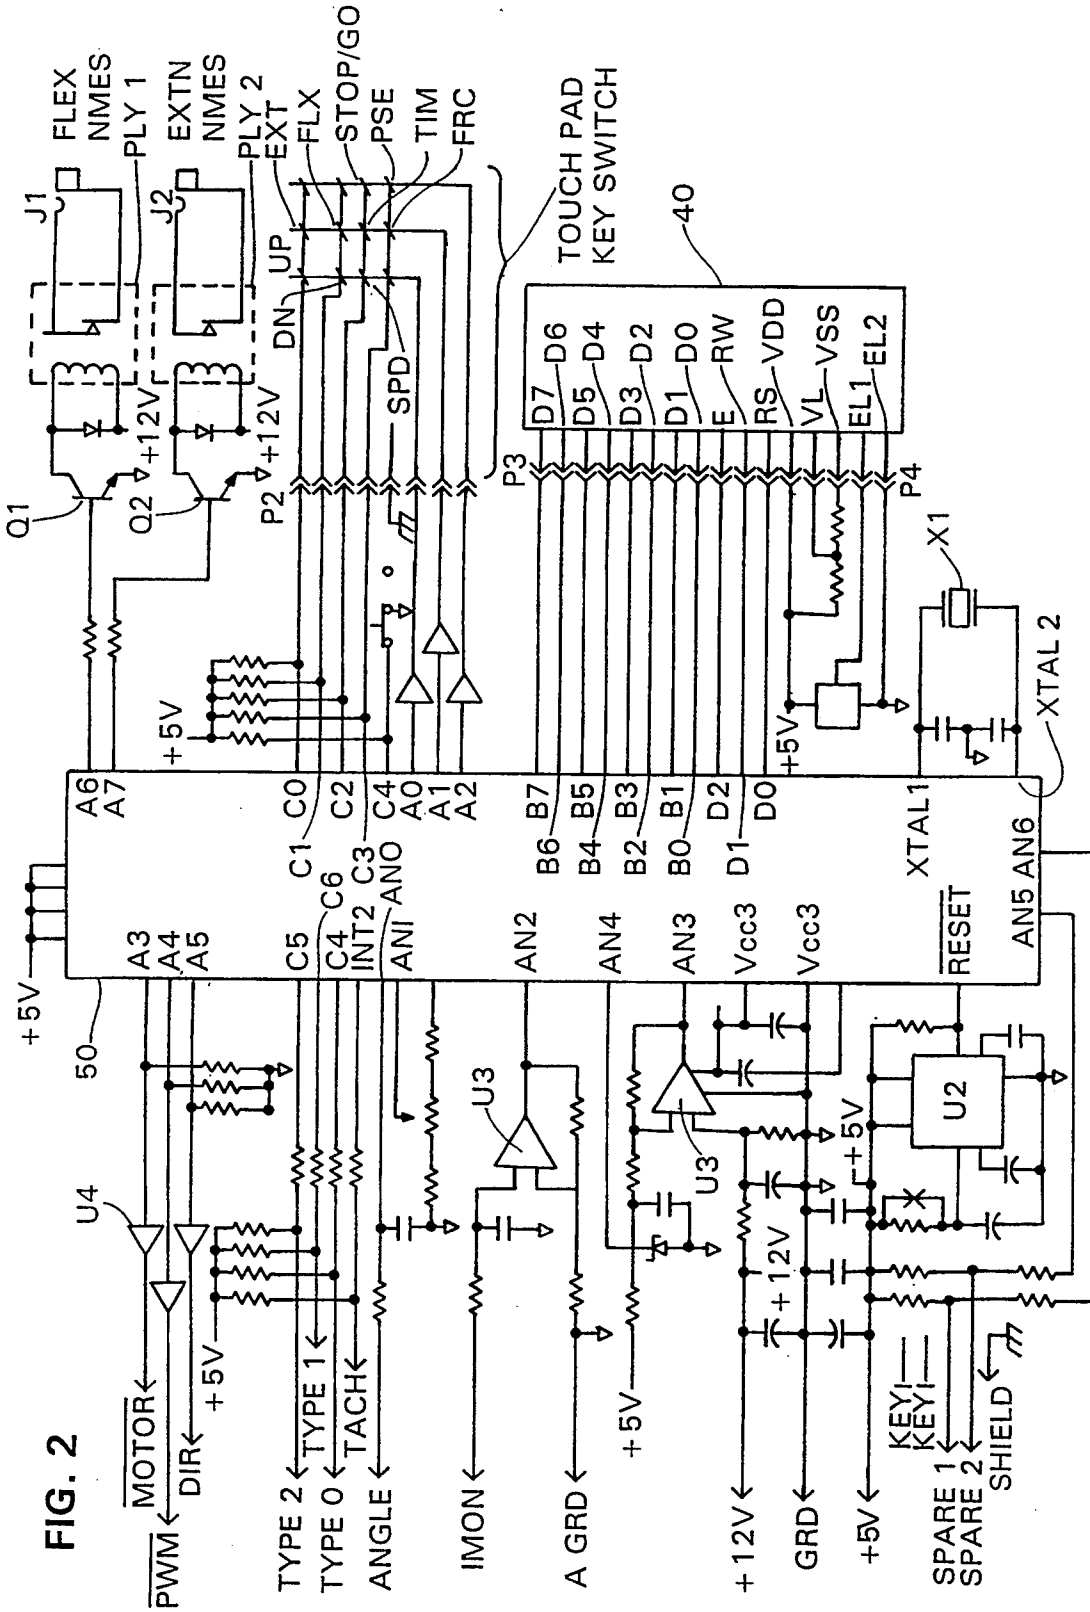 FIG. 2
FLEX
NMES
PLY 1
EXTN
NMES
PLY 2
EXT
FLX
STOP/GO
PSE
TIM
FRC
TOUCH PAD
KEY SWITCH
J1
J2
UP
DN
SPD
Q1
Q2
+12V
+12V
P2
P3
P4
40
D7
D6
D5
D4
D3
D2
D1
D0
E
RW
RS
VDD
VL
VSS
EL1
EL2
X1
XTAL 2
+5V
+5V
A6
A7
C0
C1
C2
C3
C4
A0
A1
A2
B7
B6
B5
B4
B3
B2
B1
B0
D2
D1
D0
XTAL1
+5V
50
A3
A4
A5
C5
C6
C4
INT2
ANO
ANI
AN2
AN4
AN3
Vcc3
Vcc3
RESET
AN5
AN6
U4
U3
U3
U2
+5V
+5V
+5V
+12V
MOTOR
PWM
DIR
TYPE 2
TYPE 1
TYPE 0
TACH
ANGLE
IMON
A GRD
+12V
GRD
+5V
KEY
KEY
SPARE 1
SPARE 2
SHIELD